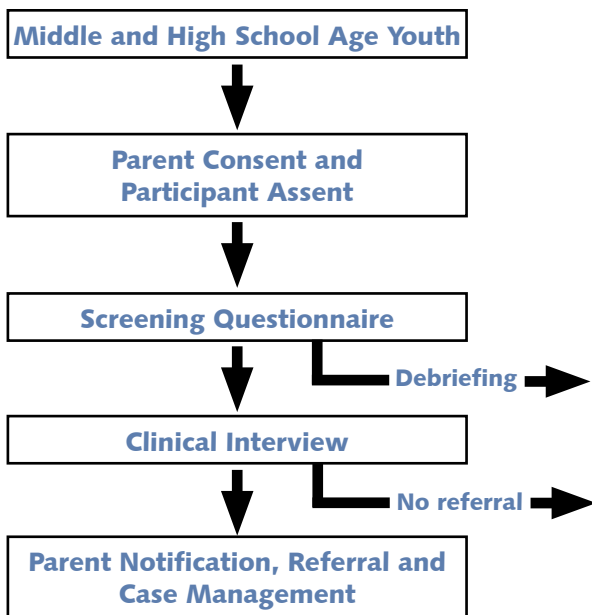 Middle and High School Age Youth
Parent Consent and
Participant Assent
Screening Questionnaire
Debriefing
Clinical Interview
No referral
Parent Notification, Referral and
Case Management